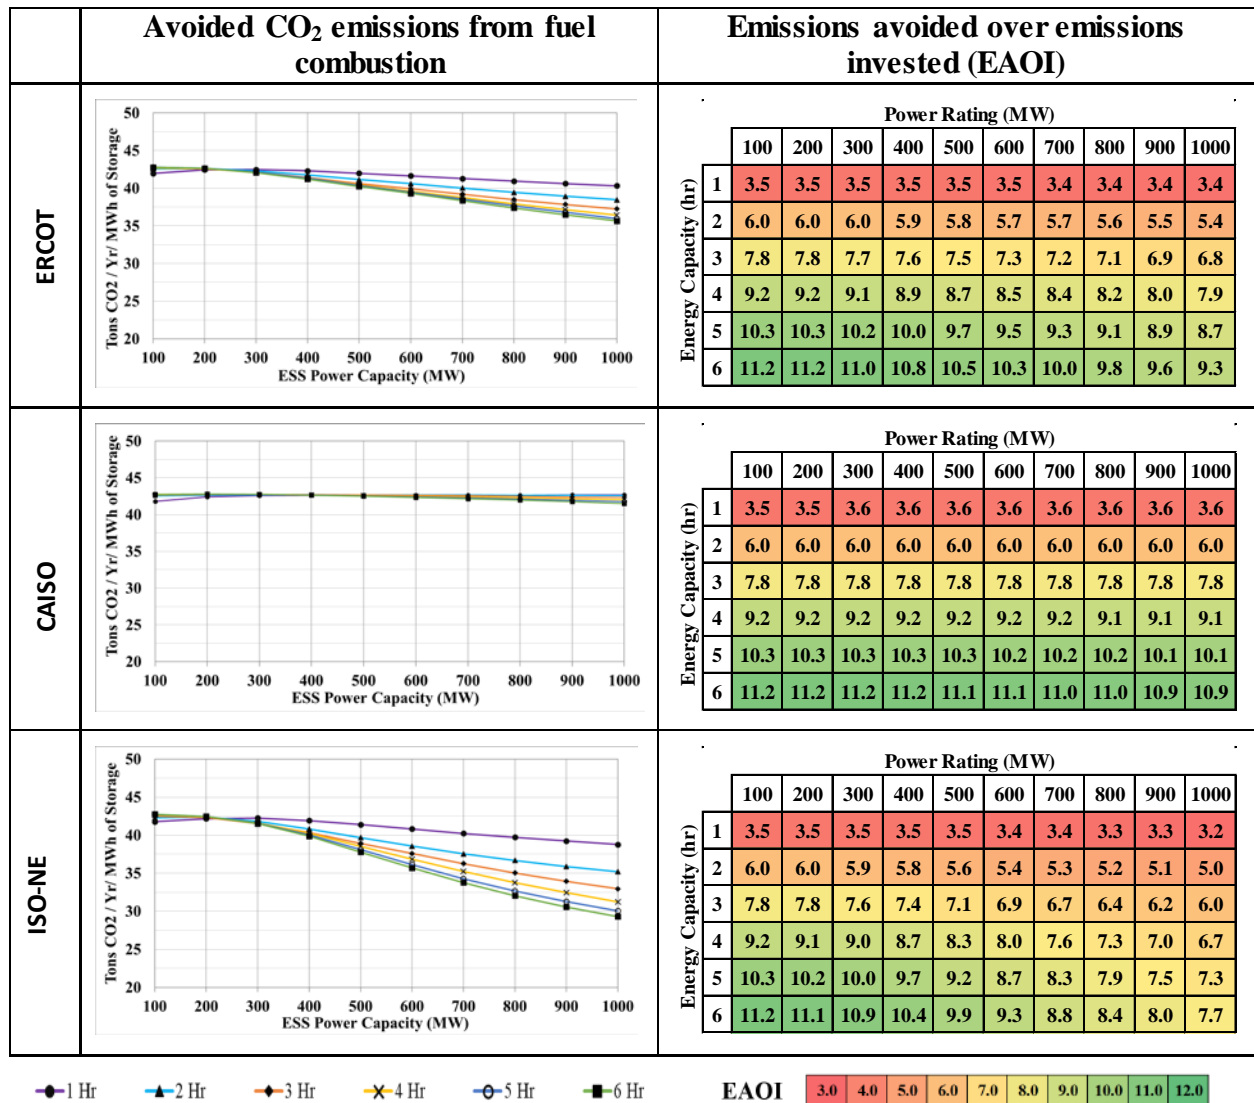 Avoided CO₂ emissions from fuel
combustion
Emissions avoided over emissions
invested (EAOI)
ERCOT
Tons CO2 / Yr/ MWh of Storage
50
45
40
35
30
25
20
100 200 300 400 500 600 700 800 900 1000
ESS Power Capacity (MW)
Power Rating (MW)
100 200 300 400 500 600 700 800 900 1000
Energy Capacity (hr)
1 3.5 3.5 3.5 3.5 3.5 3.5 3.4 3.4 3.4 3.4
2 6.0 6.0 6.0 5.9 5.8 5.7 5.7 5.6 5.5 5.4
3 7.8 7.8 7.7 7.6 7.5 7.3 7.2 7.1 6.9 6.8
4 9.2 9.2 9.1 8.9 8.7 8.5 8.4 8.2 8.0 7.9
5 10.3 10.3 10.2 10.0 9.7 9.5 9.3 9.1 8.9 8.7
6 11.2 11.2 11.0 10.8 10.5 10.3 10.0 9.8 9.6 9.3
CAISO
Tons CO2 / Yr/ MWh of Storage
50
45
40
35
30
25
20
100 200 300 400 500 600 700 800 900 1000
ESS Power Capacity (MW)
Power Rating (MW)
100 200 300 400 500 600 700 800 900 1000
Energy Capacity (hr)
1 3.5 3.5 3.6 3.6 3.6 3.6 3.6 3.6 3.6 3.6
2 6.0 6.0 6.0 6.0 6.0 6.0 6.0 6.0 6.0 6.0
3 7.8 7.8 7.8 7.8 7.8 7.8 7.8 7.8 7.8 7.8
4 9.2 9.2 9.2 9.2 9.2 9.2 9.2 9.1 9.1 9.1
5 10.3 10.3 10.3 10.3 10.3 10.2 10.2 10.2 10.1 10.1
6 11.2 11.2 11.2 11.2 11.1 11.1 11.0 11.0 10.9 10.9
ISO-NE
Tons CO2 / Yr/ MWh of Storage
50
45
40
35
30
25
20
100 200 300 400 500 600 700 800 900 1000
ESS Power Capacity (MW)
Power Rating (MW)
100 200 300 400 500 600 700 800 900 1000
Energy Capacity (hr)
1 3.5 3.5 3.5 3.5 3.5 3.4 3.4 3.3 3.3 3.2
2 6.0 6.0 5.9 5.8 5.6 5.4 5.3 5.2 5.1 5.0
3 7.8 7.8 7.6 7.4 7.1 6.9 6.7 6.4 6.2 6.0
4 9.2 9.1 9.0 8.7 8.3 8.0 7.6 7.3 7.0 6.7
5 10.3 10.2 10.0 9.7 9.2 8.7 8.3 7.9 7.5 7.3
6 11.2 11.1 10.9 10.4 9.9 9.3 8.8 8.4 8.0 7.7
1 Hr 2 Hr 3 Hr 4 Hr 5 Hr 6 Hr
EAOI 3.0 4.0 5.0 6.0 7.0 8.0 9.0 10.0 11.0 12.0